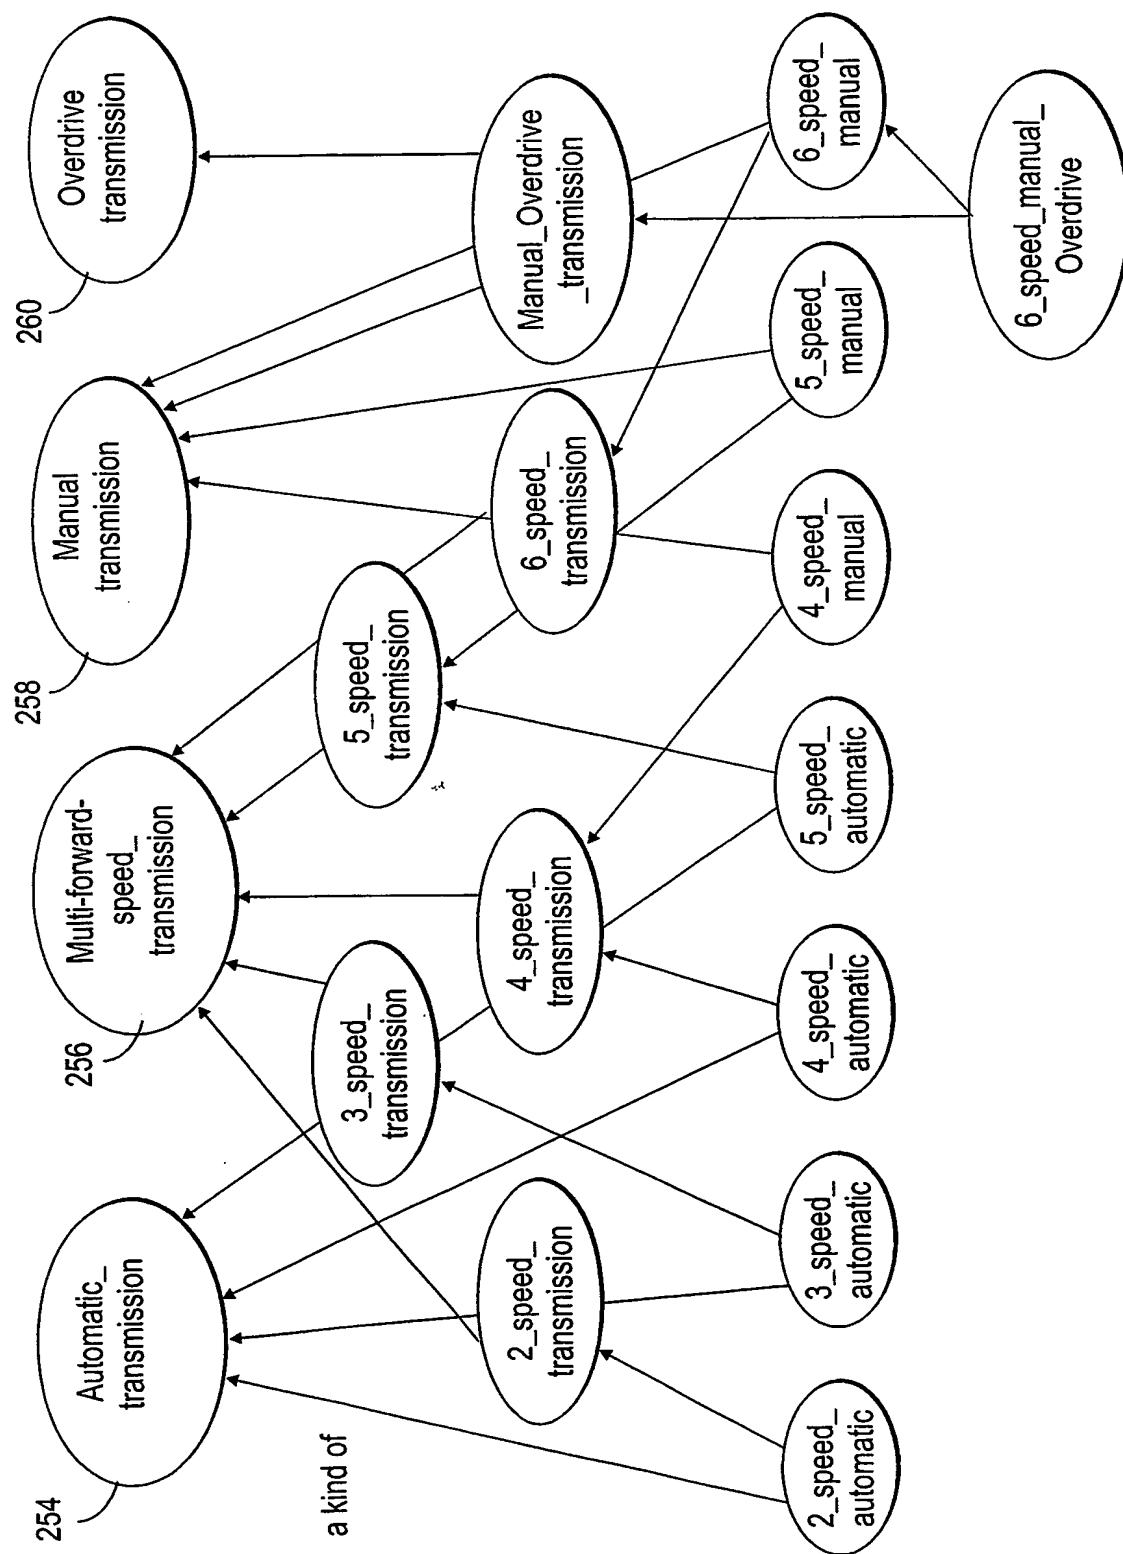 254
Automatic_
transmission
256
Multi-forward-
speed_
transmission
258
Manual
transmission
260
Overdrive
transmission
a kind of
3_speed_
transmission
5_speed_
transmission
2_speed_
transmission
4_speed_
transmission
6_speed_
transmission
Manual_Overdrive
_transmission
2_speed_
automatic
3_speed_
automatic
4_speed_
automatic
5_speed_
automatic
4_speed_
manual
5_speed_
manual
6_speed_
manual
6_speed_manual_
Overdrive